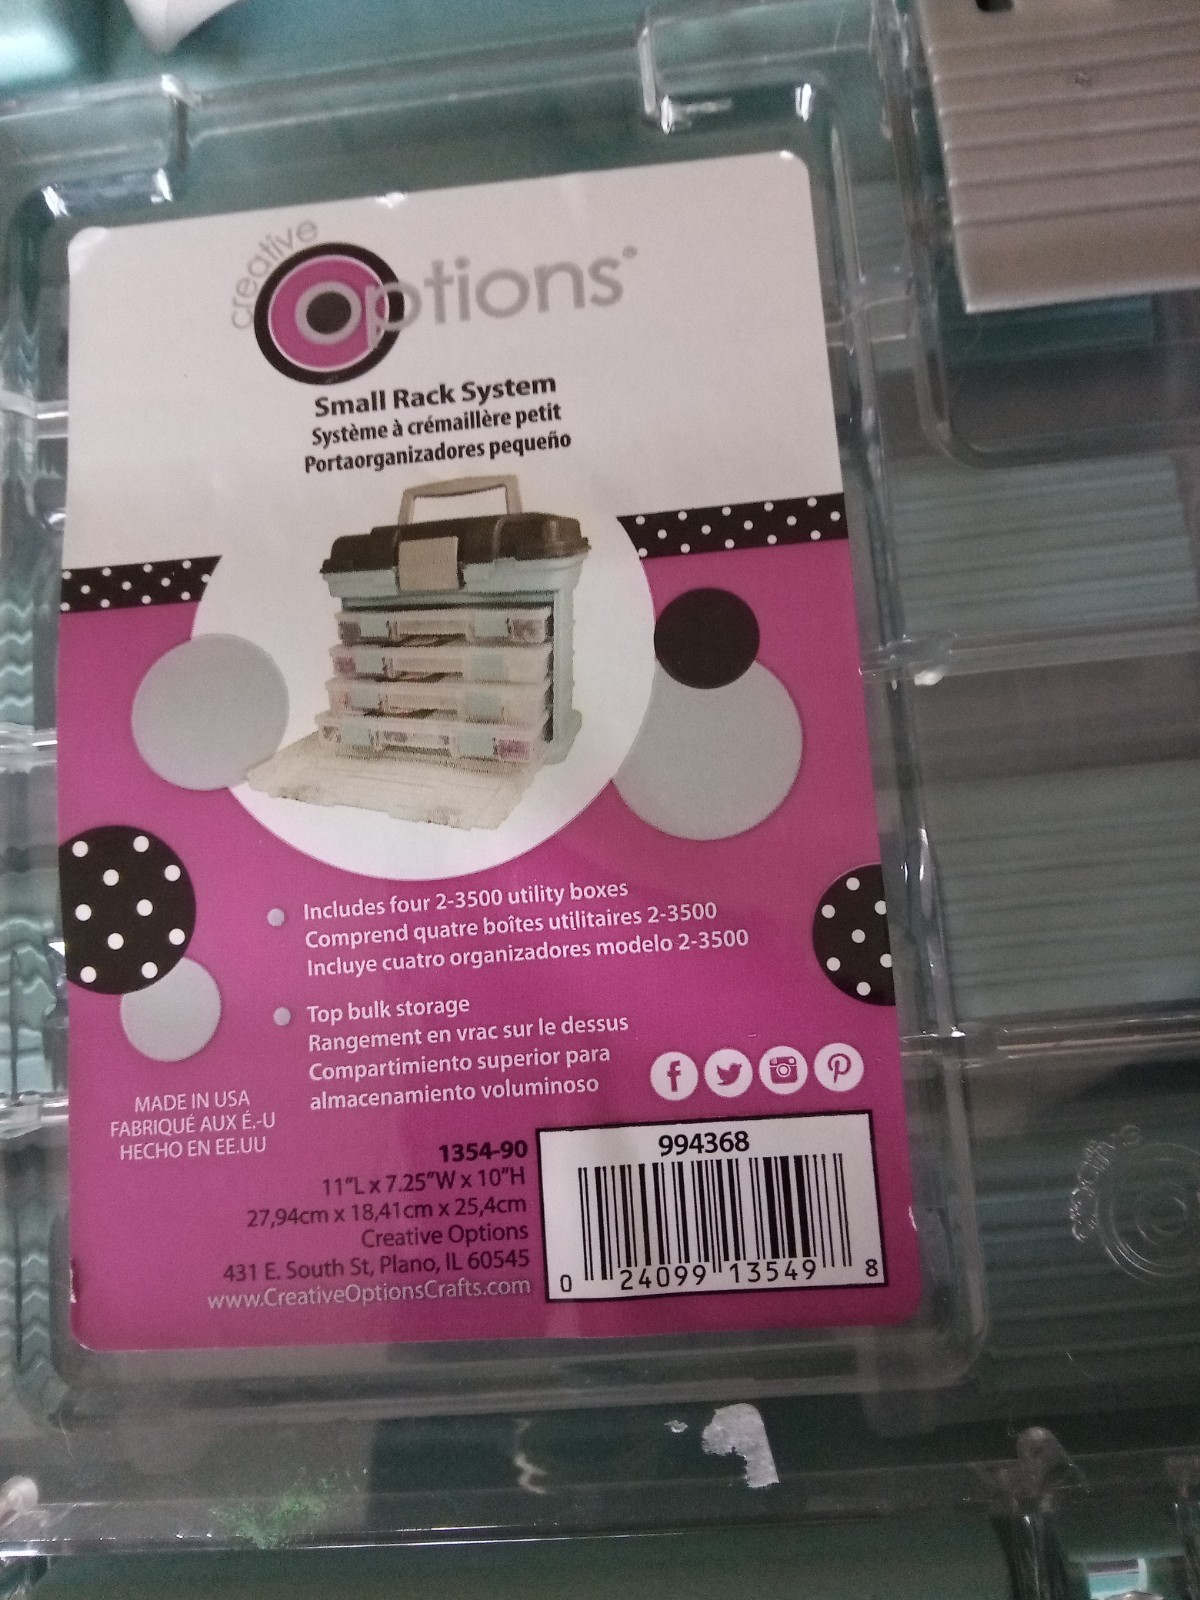 creative
Options®
Small Rack System
Système à crémaillère petit
Portaorganizadores pequeño
Includes four 2-3500 utility boxes
Comprend quatre boîtes utilitaires 2-3500
Incluye cuatro organizadores modelo 2-3500
Top bulk storage
Rangement en vrac sur le dessus
Compartimiento superior para
almacenamiento voluminoso
MADE IN USA
FABRIQUÉ AUX É.-U
HECHO EN EE.UU
1354-90
11"L x 7.25"W x 10"H
27,94cm x 18,41cm x 25,4cm
Creative Options
431 E. South St, Plano, IL 60545
www.CreativeOptionsCrafts.com
994368
0 24099 13549 8